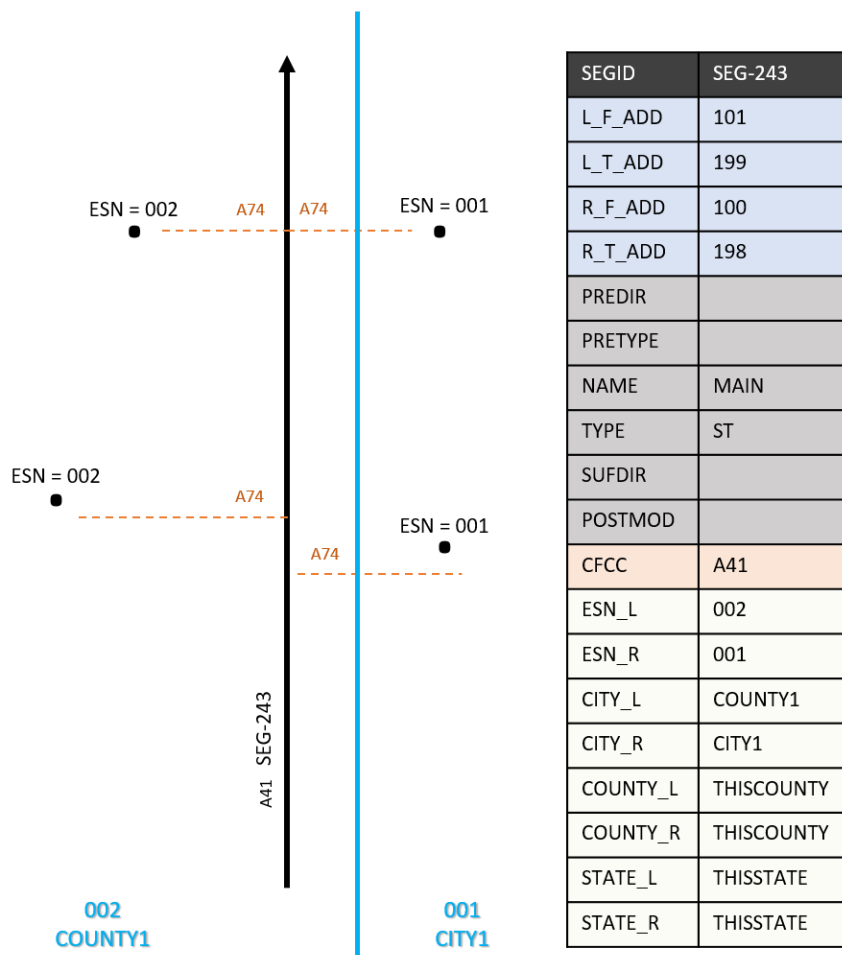 ESN = 002
A74
A74
ESN = 001
ESN = 002
A74
ESN = 001
A74
A41 SEG-243
002
COUNTY1
001
CITY1
SEGID SEG-243
L_F_ADD 101
L_T_ADD 199
R_F_ADD 100
R_T_ADD 198
PREDIR
PRETYPE
NAME MAIN
TYPE ST
SUFDIR
POSTMOD
CFCC A41
ESN_L 002
ESN_R 001
CITY_L COUNTY1
CITY_R CITY1
COUNTY_L THISCOUNTY
COUNTY_R THISCOUNTY
STATE_L THISSTATE
STATE_R THISSTATE